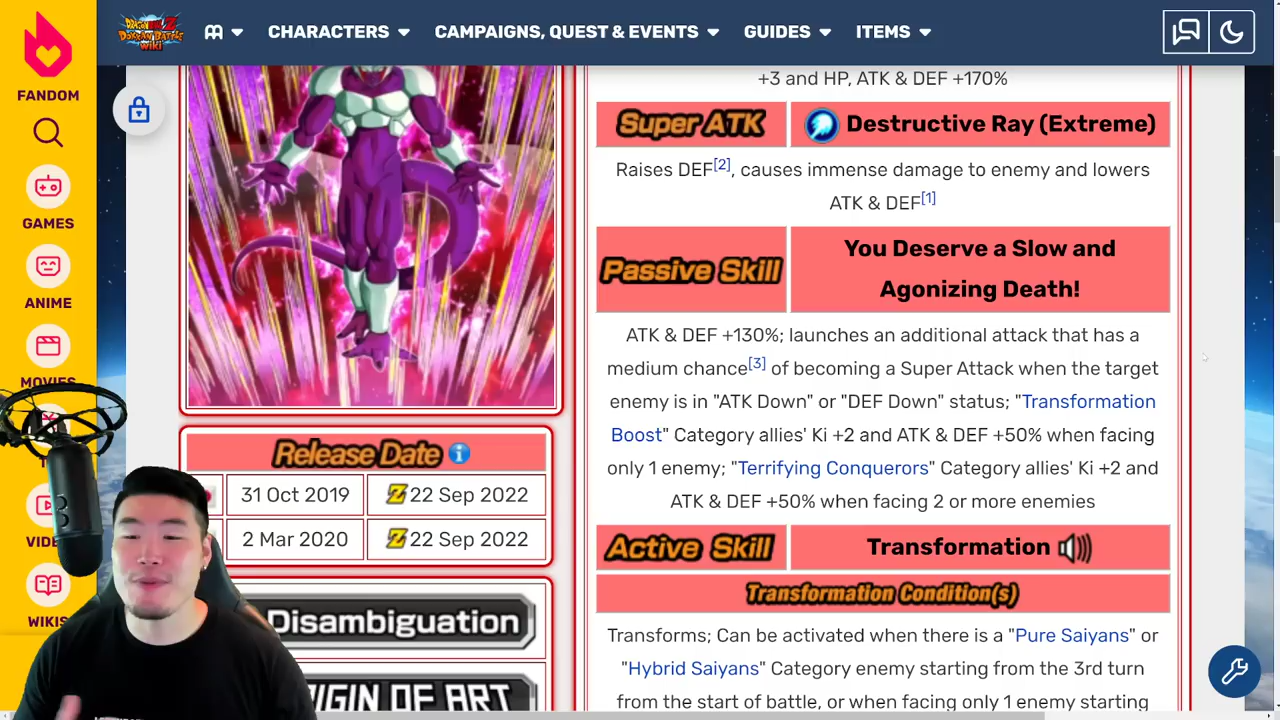 FANDOM
GAMES
ANIME
MOVIES
VIDE
WIKIS
DRAGON BALL Z
DOKKAN BATTLE
WIKI
CHARACTERS
CAMPAIGNS, QUEST & EVENTS
GUIDES
ITEMS
+3 and HP, ATK & DEF +170%
Super ATK
Destructive Ray (Extreme)
Raises DEF[2], causes immense damage to enemy and lowers
ATK & DEF[1]
Passive Skill
You Deserve a Slow and
Agonizing Death!
ATK & DEF +130%; launches an additional attack that has a
medium chance[3] of becoming a Super Attack when the target
enemy is in "ATK Down" or "DEF Down" status; "Transformation
Boost" Category allies' Ki +2 and ATK & DEF +50% when facing
only 1 enemy; "Terrifying Conquerors" Category allies' Ki +2 and
ATK & DEF +50% when facing 2 or more enemies
Active Skill
Transformation
Transformation Condition(s)
Transforms; Can be activated when there is a "Pure Saiyans" or
"Hybrid Saiyans" Category enemy starting from the 3rd turn
from the start of battle, or when facing only 1 enemy starting
Release Date
31 Oct 2019
Z 22 Sep 2022
2 Mar 2020
Z 22 Sep 2022
Disambiguation
RIGIN OF ART